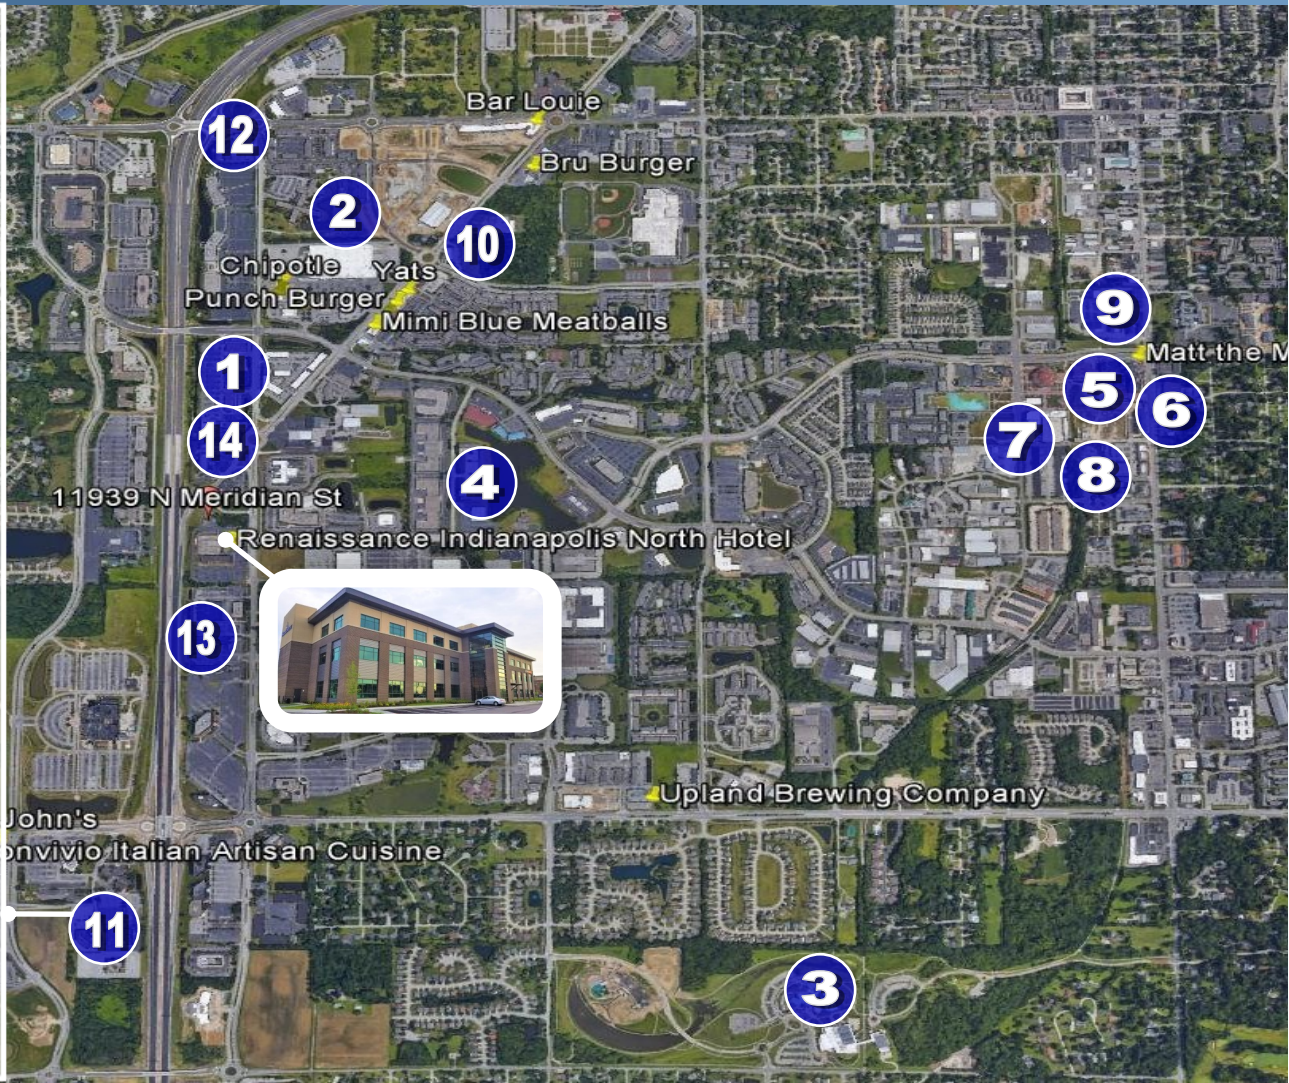 Bar Louie
12
Bru Burger
2
10
Chipotle
Yats
Punch Burger
9
Mimi Blue Meatballs
Matt the M
1
5
6
14
7
8
4
11939 N Meridian St
Renaissance Indianapolis North Hotel
13
Upland Brewing Company
John's
onvivio Italian Artisan Cuisine
11
3